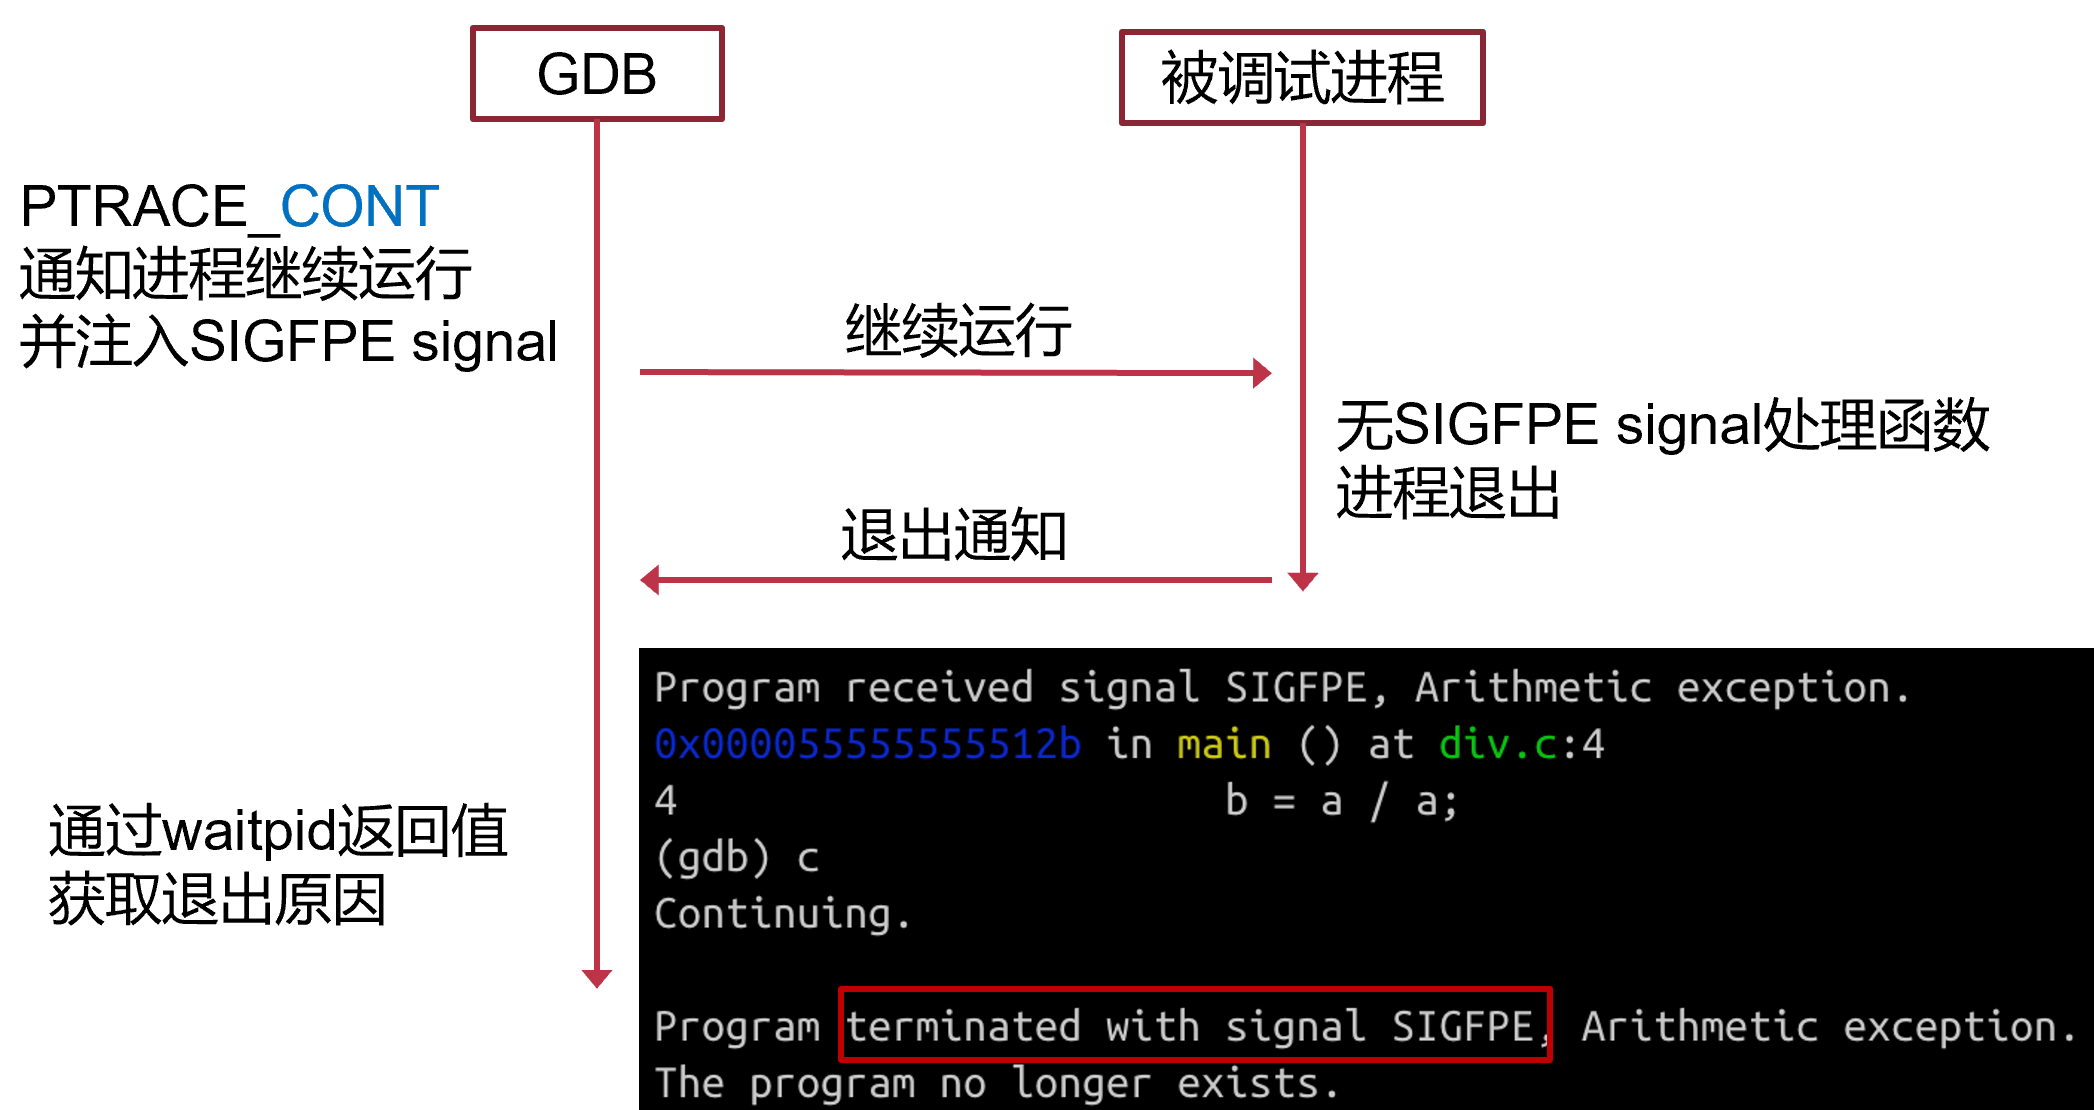 GDB
被调试进程
PTRACE_CONT
通知进程继续运行
并注入SIGFPE signal
继续运行
无SIGFPE signal处理函数
进程退出
退出通知
通过waitpid返回值
获取退出原因
Program received signal SIGFPE, Arithmetic exception.
0x000055555555512b in main () at div.c:4
4                       b = a / a;
(gdb) c
Continuing.
Program terminated with signal SIGFPE, Arithmetic exception.
The program no longer exists.